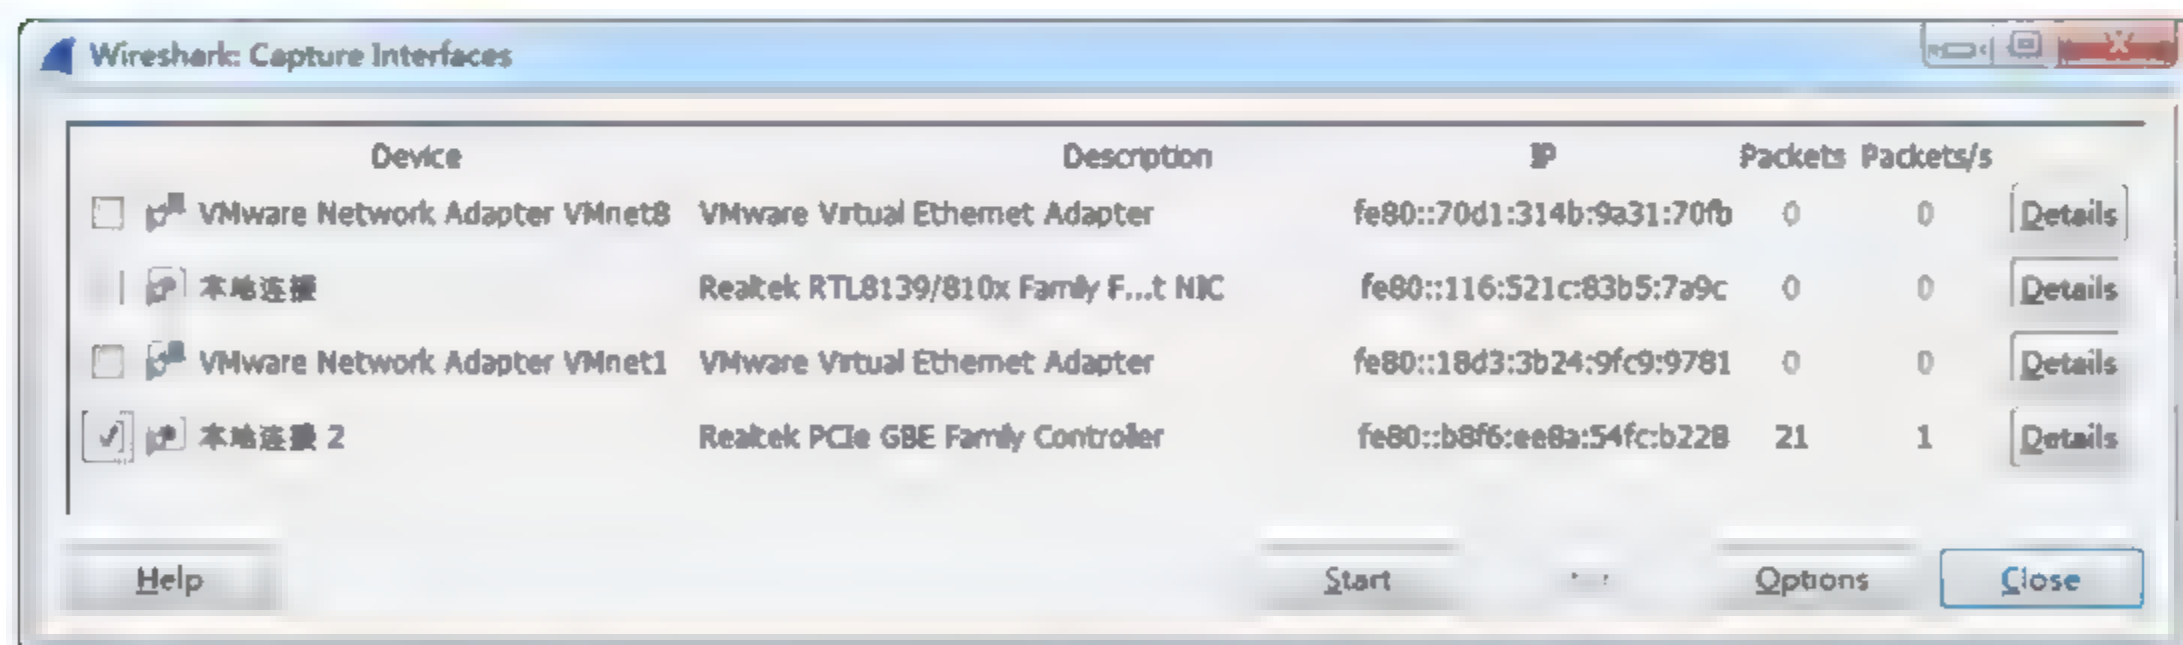 Wireshark: Capture Interfaces
Device Description IP Packets Packets/s
VMware Network Adapter VMnet8 VMware Virtual Ethernet Adapter fe80::70d1:314b:9a31:70fb 0 0 Details
本地连接 Realtek RTL8139/810x Family F...t NIC fe80::116:521c:83b5:7a9c 0 0 Details
VMware Network Adapter VMnet1 VMware Virtual Ethernet Adapter fe80::18d3:3b24:9fc9:9781 0 0 Details
本地连接 2 Realtek PCIe GBE Family Controller fe80::b8f6:ee8a:54fc:b228 21 1 Details
Help Start Options Close